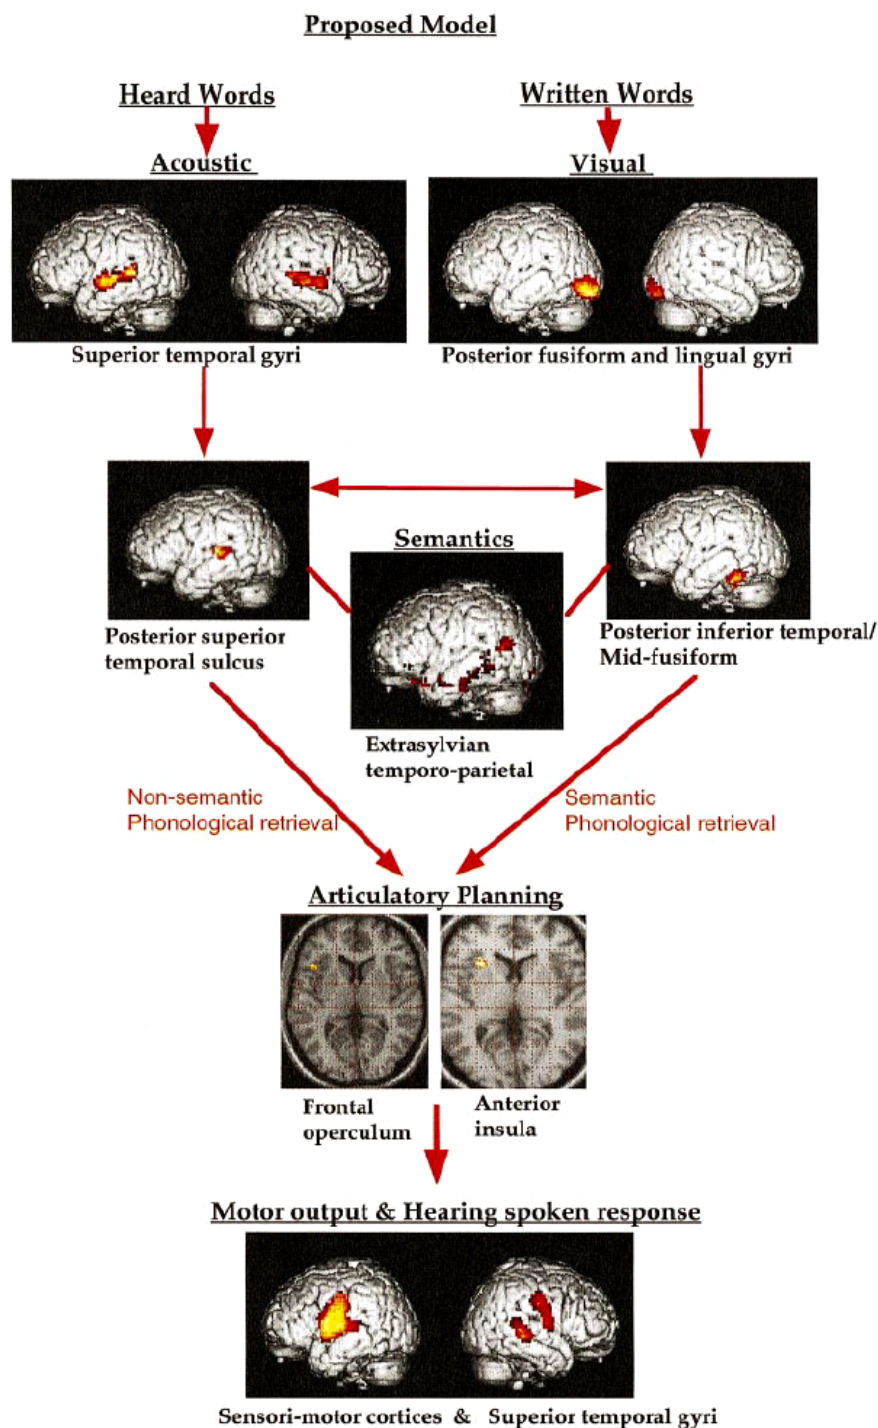 Proposed Model
Heard Words
Written Words
Acoustic
Visual
Superior temporal gyri
Posterior fusiform and lingual gyri
Semantics
Posterior superior
temporal sulcus
Posterior inferior temporal/
Mid-fusiform
Extrasylvian
temporo-parietal
Non-semantic
Phonological retrieval
Semantic
Phonological retrieval
Articulatory Planning
Frontal
operculum
Anterior
insula
Motor output & Hearing spoken response
Sensori-motor cortices & Superior temporal gyri